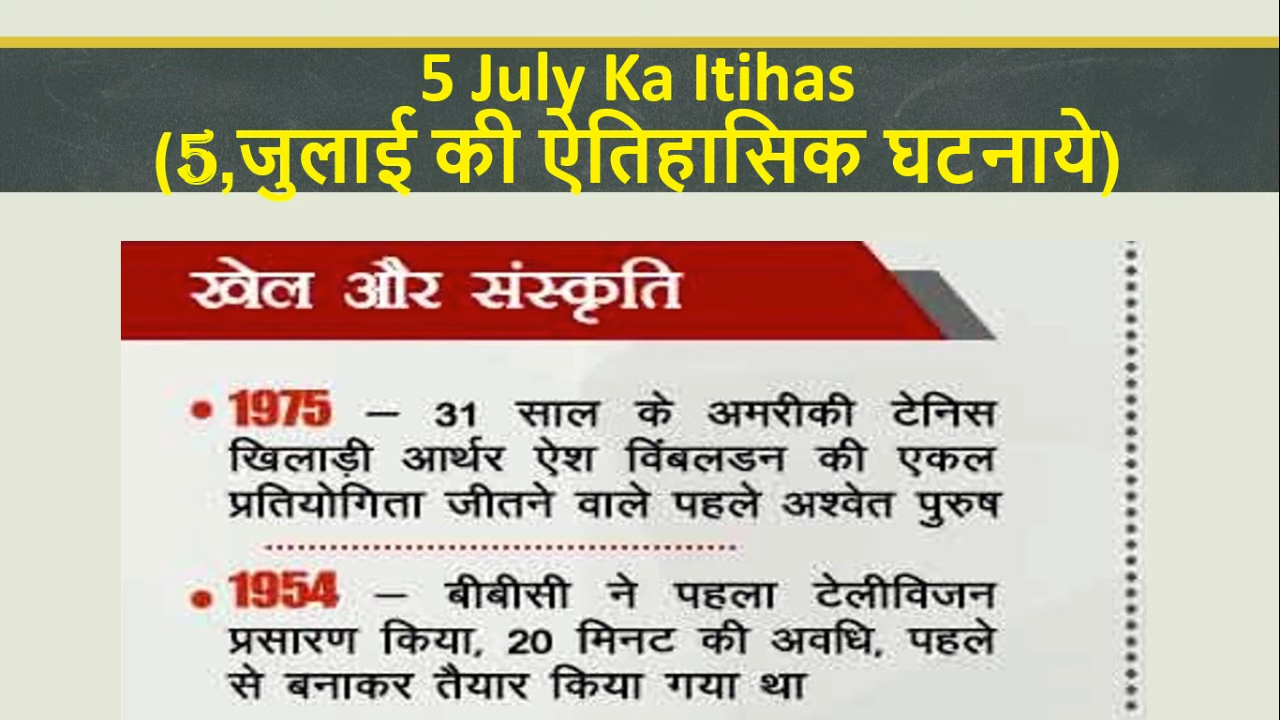 5 July Ka Itihas
(5,जुलाई की ऐतिहासिक घटनाये)
खेल और संस्कृति
• 1975 – 31 साल के अमरीकी टेनिस
खिलाड़ी आर्थर ऐश विंबलडन की एकल
प्रतियोगिता जीतने वाले पहले अश्वेत पुरुष
• 1954 – बीबीसी ने पहला टेलीविजन
प्रसारण किया, 20 मिनट की अवधि, पहले
से बनाकर तैयार किया गया था